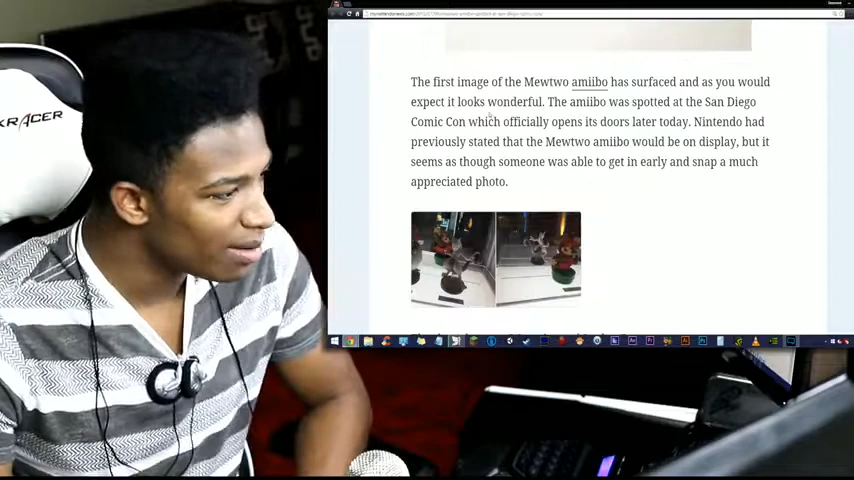 The first image of the Mewtwo amiibo has surfaced and as you would
expect it looks wonderful. The amiibo was spotted at the San Diego
Comic Con which officially opens its doors later today. Nintendo had
previously stated that the Mewtwo amiibo would be on display, but it
seems as though someone was able to get in early and snap a much
appreciated photo.
KRACER